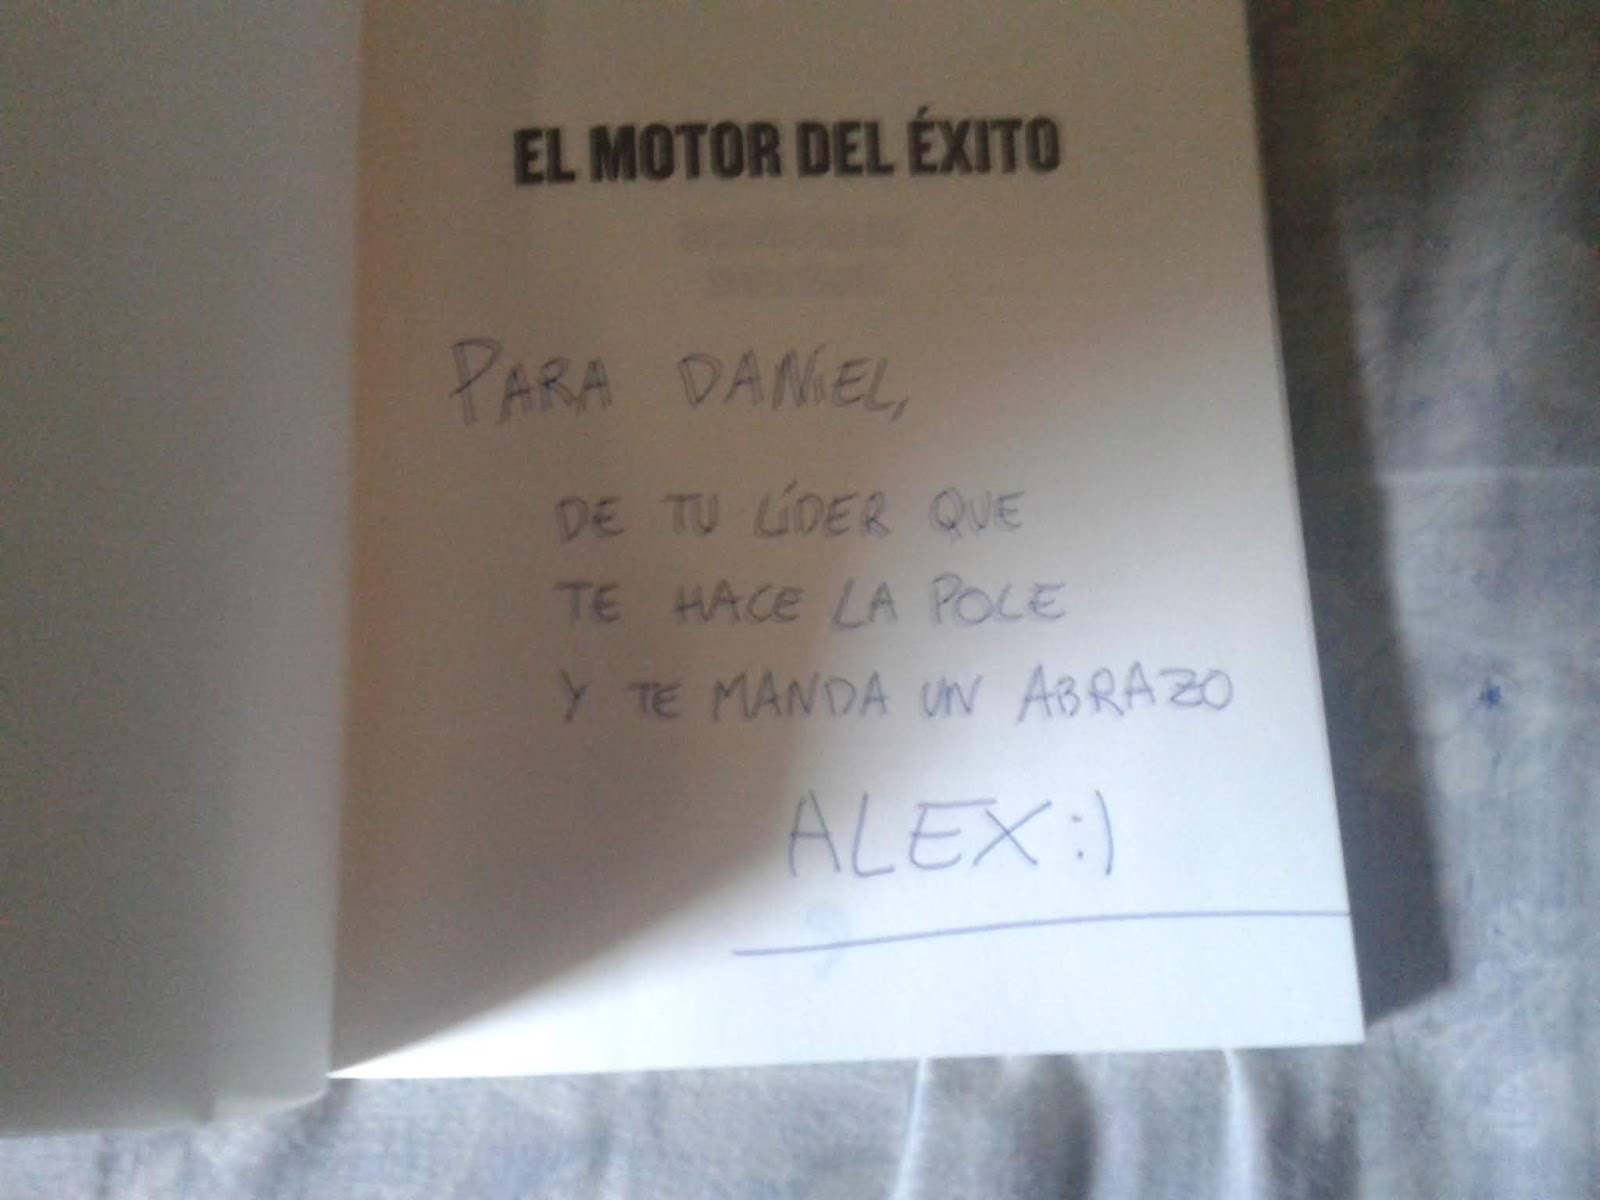 EL MOTOR DEL ÉXITO
PARA DANIEL,
DE TU LÍDER QUE
TE HACE LA POLE
Y TE MANDA UN ABRAZO
ALEX :)